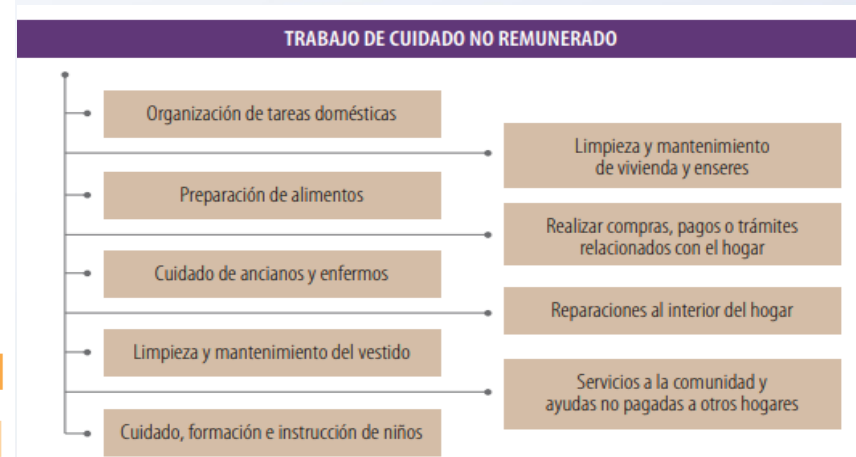 TRABAJO DE CUIDADO NO REMUNERADO
Organización de tareas domésticas
Limpieza y mantenimiento
de vivienda y enseres
Preparación de alimentos
Realizar compras, pagos o trámites
relacionados con el hogar
Cuidado de ancianos y enfermos
Reparaciones al interior del hogar
Limpieza y mantenimiento del vestido
Servicios a la comunidad y
ayudas no pagadas a otros hogares
Cuidado, formación e instrucción de niños